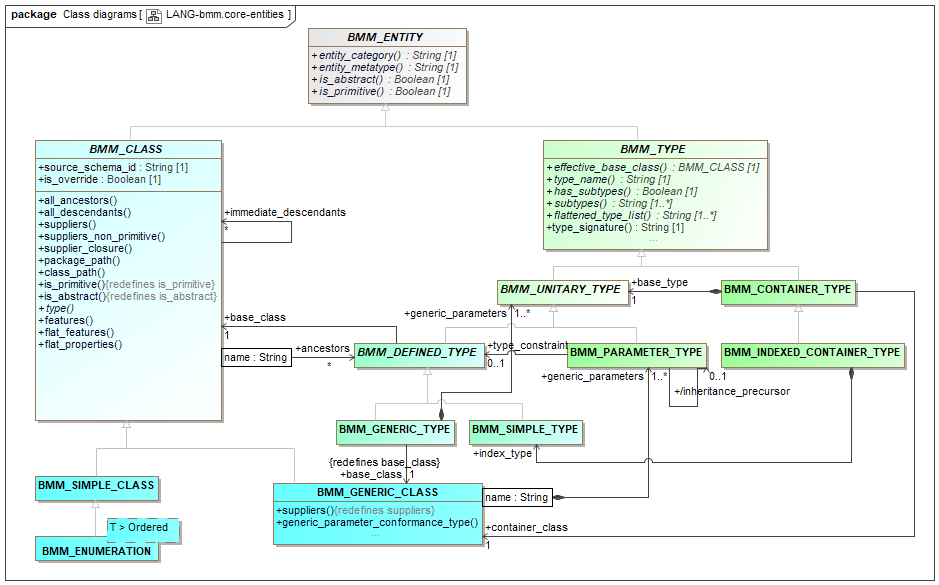 package Class diagrams [ LANG-bmm.core-entities ]
BMM_ENTITY
+entity_category() : String [1]
+entity_metatype() : String [1]
+is_abstract() : Boolean [1]
+is_primitive() : Boolean [1]
BMM_CLASS
+source_schema_id : String [1]
+is_override : Boolean [1]
+all_ancestors()
+all_descendants()
+suppliers()
+suppliers_non_primitive()
+supplier_closure()
+package_path()
+class_path()
+is_primitive(){redefines is_primitive}
+is_abstract(){redefines is_abstract}
+type()
+features()
+flat_features()
+flat_properties()
+immediate_descendants
*
BMM_TYPE
+effective_base_class() : BMM_CLASS [1]
+type_name() : String [1]
+has_subtypes() : Boolean [1]
+subtypes() : String [1..*]
+flattened_type_list() : String [1..*]
+type_signature() : String [1]
...
BMM_UNITARY_TYPE
+base_type
1
BMM_CONTAINER_TYPE
+generic_parameters
1..*
+base_class
1
name : String
+ancestors
*
BMM_DEFINED_TYPE
+type_constraint
0..1
BMM_PARAMETER_TYPE
BMM_INDEXED_CONTAINER_TYPE
+generic_parameters
1..*
0..1
+/inheritance_precursor
BMM_GENERIC_TYPE
BMM_SIMPLE_TYPE
+index_type
{redefines base_class}
+base_class
1
BMM_SIMPLE_CLASS
BMM_GENERIC_CLASS
+suppliers(){redefines suppliers}
+generic_parameter_conformance_type()
...
name : String
+container_class
1
T > Ordered
BMM_ENUMERATION